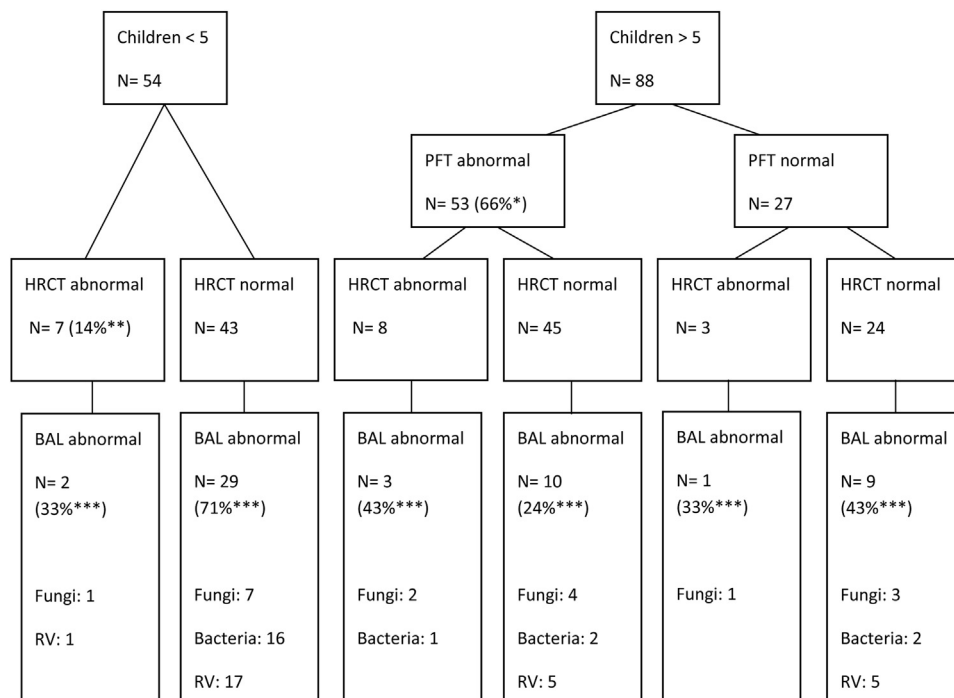 Children < 5
N= 54
Children > 5
N= 88
PFT abnormal
N= 53 (66%*)
PFT normal
N= 27
HRCT abnormal
N= 7 (14%**)
HRCT normal
N= 43
HRCT abnormal
N= 8
HRCT normal
N= 45
HRCT abnormal
N= 3
HRCT normal
N= 24
BAL abnormal
N= 2
(33%***)
Fungi: 1
RV: 1
BAL abnormal
N= 29
(71%***)
Fungi: 7
Bacteria: 16
RV: 17
BAL abnormal
N= 3
(43%***)
Fungi: 2
Bacteria: 1
BAL abnormal
N= 10
(24%***)
Fungi: 4
Bacteria: 2
RV: 5
BAL abnormal
N= 1
(33%***)
Fungi: 1
BAL abnormal
N= 9
(43%***)
Fungi: 3
Bacteria: 2
RV: 5